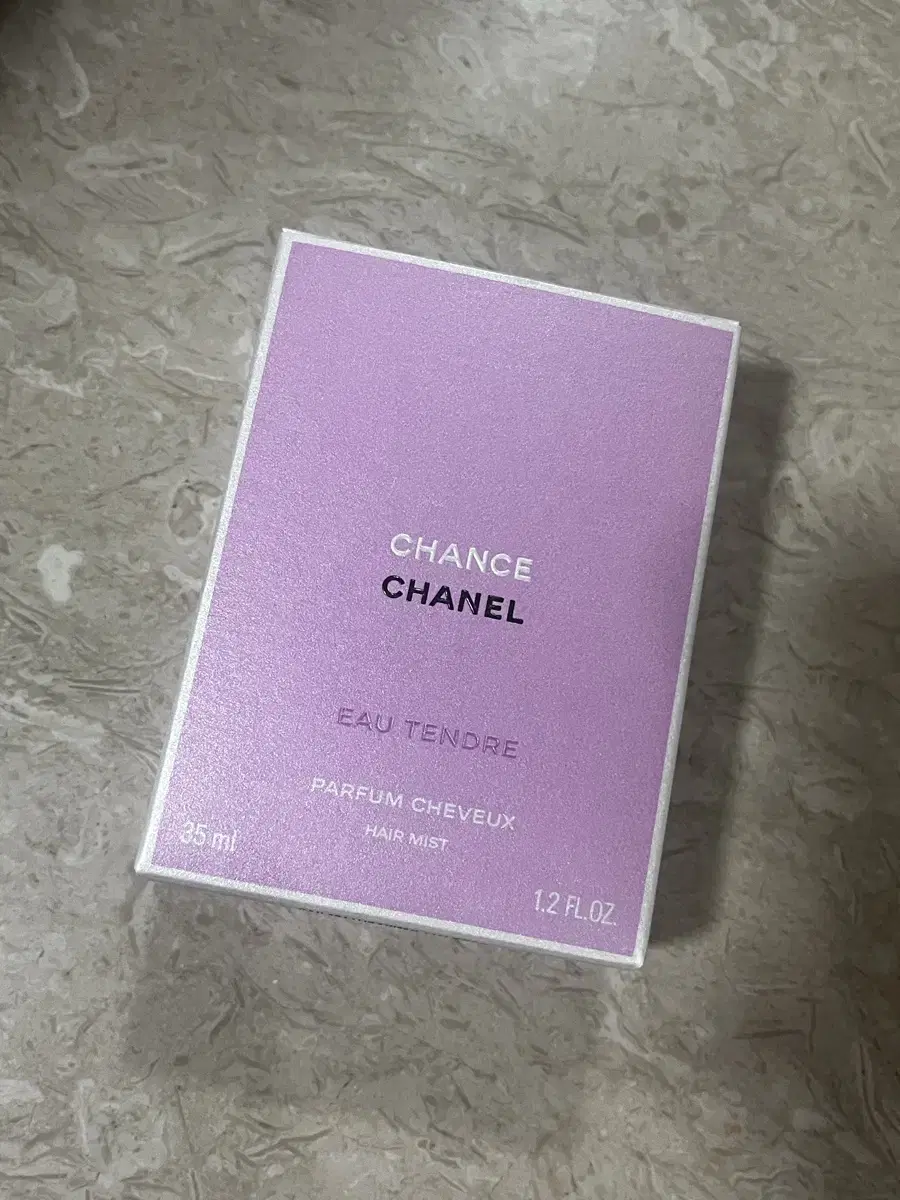 CHANCE
CHANEL
EAU TENDRE
PARFUM CHEVEUX
HAIR MIST
35 ml
1.2 FL.OZ.